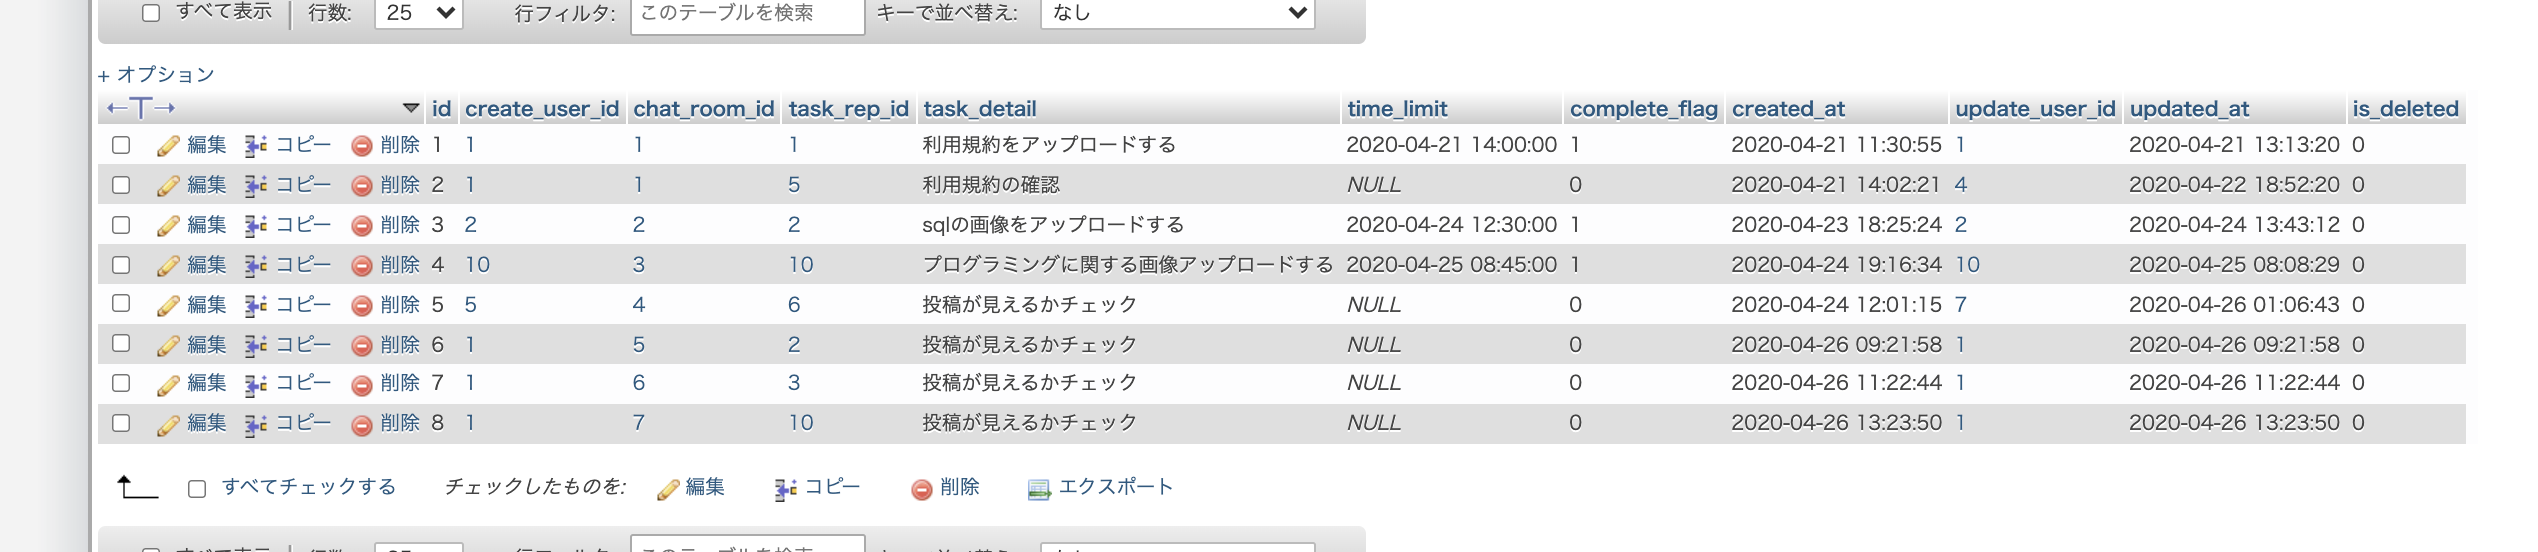 すべて表示 行数: 25 行フィルタ: このテーブルを検索 キーで並べ替え: なし
+ オプション
←T→ id create_user_id chat_room_id task_rep_id task_detail time_limit complete_flag created_at update_user_id updated_at is_deleted
編集 コピー 削除 1 1 1 1 利用規約をアップロードする 2020-04-21 14:00:00 1 2020-04-21 11:30:55 1 2020-04-21 13:13:20 0
編集 コピー 削除 2 1 1 5 利用規約の確認 NULL 0 2020-04-21 14:02:21 4 2020-04-22 18:52:20 0
編集 コピー 削除 3 2 2 2 sqlの画像をアップロードする 2020-04-24 12:30:00 1 2020-04-23 18:25:24 2 2020-04-24 13:43:12 0
編集 コピー 削除 4 10 3 10 プログラミングに関する画像アップロードする 2020-04-25 08:45:00 1 2020-04-24 19:16:34 10 2020-04-25 08:08:29 0
編集 コピー 削除 5 5 4 6 投稿が見えるかチェック NULL 0 2020-04-24 12:01:15 7 2020-04-26 01:06:43 0
編集 コピー 削除 6 1 5 2 投稿が見えるかチェック NULL 0 2020-04-26 09:21:58 1 2020-04-26 09:21:58 0
編集 コピー 削除 7 1 6 3 投稿が見えるかチェック NULL 0 2020-04-26 11:22:44 1 2020-04-26 11:22:44 0
編集 コピー 削除 8 1 7 10 投稿が見えるかチェック NULL 0 2020-04-26 13:23:50 1 2020-04-26 13:23:50 0
すべてチェックする チェックしたものを: 編集 コピー 削除 エクスポート